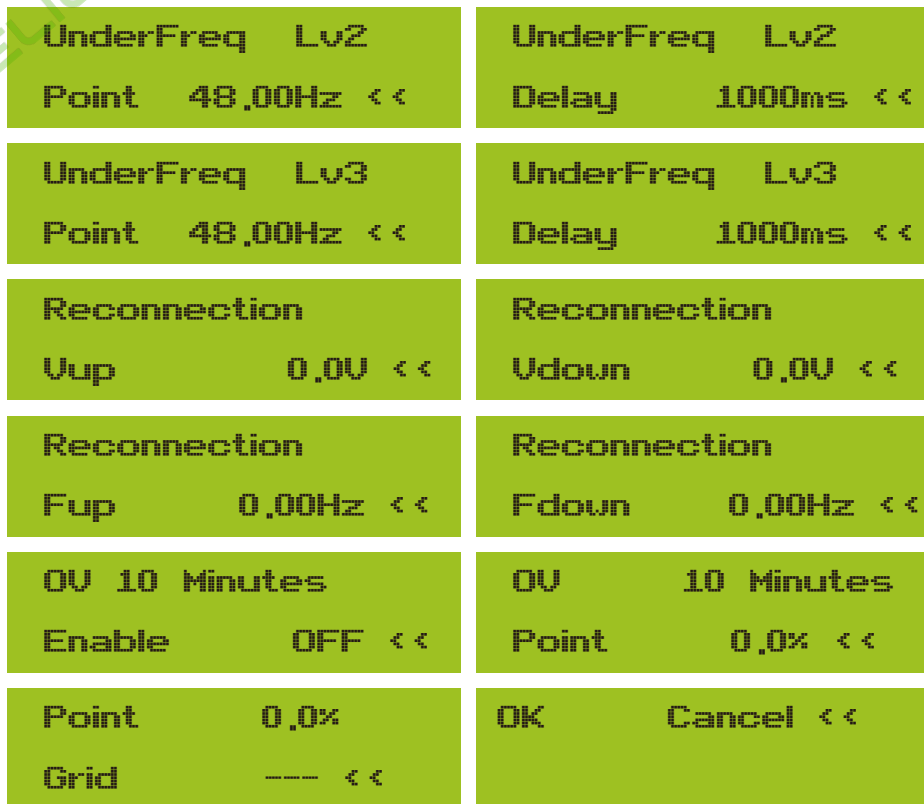 UnderFreq Lv2
Point 48.00Hz <<
UnderFreq Lv2
Delay 1000ms <<
UnderFreq Lv3
Point 48.00Hz <<
UnderFreq Lv3
Delay 1000ms <<
Reconnection
Vup 0.0V <<
Reconnection
Vdown 0.0V <<
Reconnection
Fup 0.00Hz <<
Reconnection
Fdown 0.00Hz <<
OV 10 Minutes
Enable OFF <<
OV 10 Minutes
Point 0.0% <<
Point 0.0%
Grid --- <<
OK Cancel <<